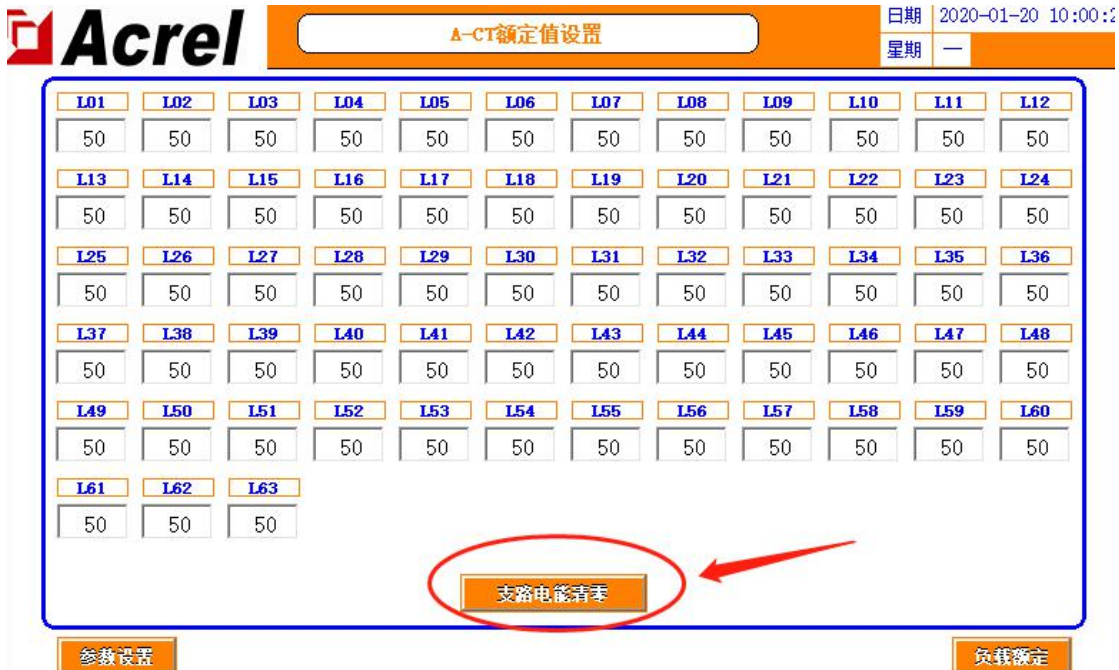 Acrel
A-CT额定值设置
日期 2020-01-20 10:00:2
星期 一
L01 L02 L03 L04 L05 L06 L07 L08 L09 L10 L11 L12
50 50 50 50 50 50 50 50 50 50 50 50
L13 L14 L15 L16 L17 L18 L19 L20 L21 L22 L23 L24
50 50 50 50 50 50 50 50 50 50 50 50
L25 L26 L27 L28 L29 L30 L31 L32 L33 L34 L35 L36
50 50 50 50 50 50 50 50 50 50 50 50
L37 L38 L39 L40 L41 L42 L43 L44 L45 L46 L47 L48
50 50 50 50 50 50 50 50 50 50 50 50
L49 L50 L51 L52 L53 L54 L55 L56 L57 L58 L59 L60
50 50 50 50 50 50 50 50 50 50 50 50
L61 L62 L63
50 50 50
支路电能清零
参数设置 负载额定